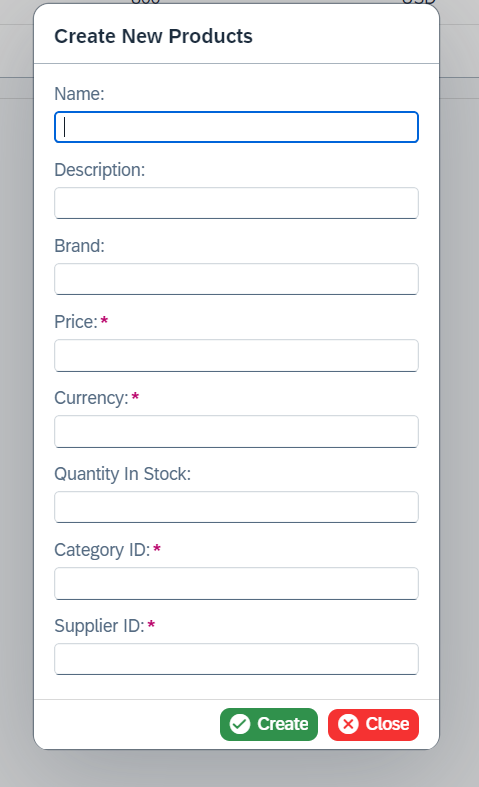 Create New Products
Name:
Description:
Brand:
Price:*
Currency:*
Quantity In Stock:
Category ID:*
Supplier ID:*
Create Close